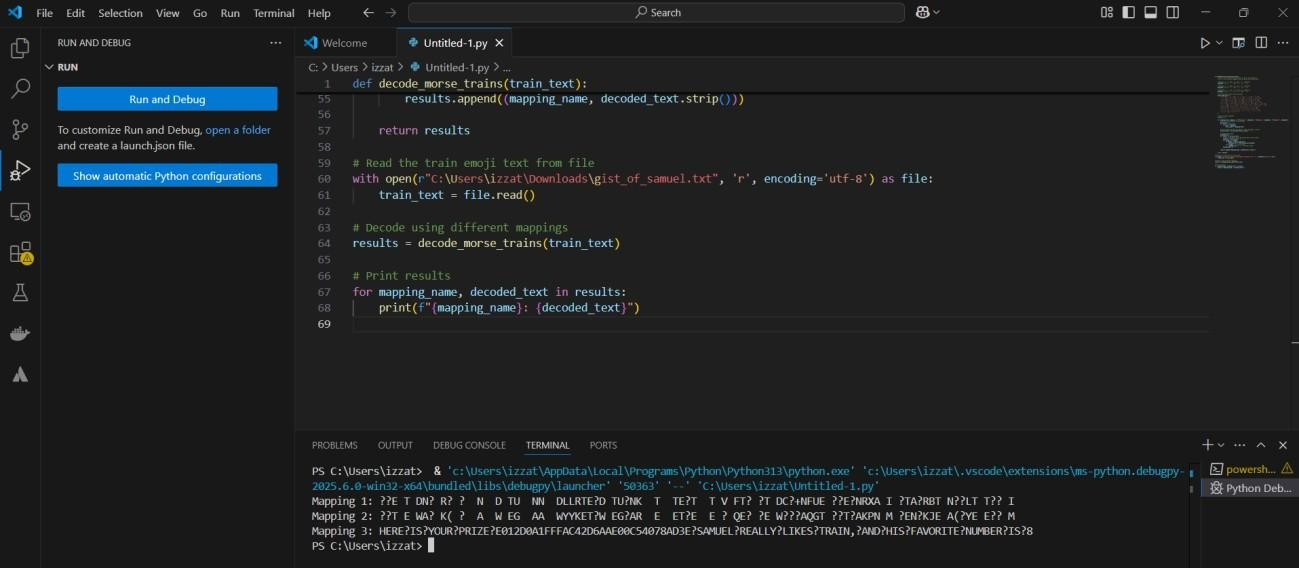 File Edit Selection View Go Run Terminal Help Search
RUN AND DEBUG ...
RUN
Run and Debug
To customize Run and Debug, open a folder
and create a launch.json file.
Show automatic Python configurations
Welcome Untitled-1.py
C: > Users > izzat > Untitled-1.py > ...
1 def decode_morse_trains(train_text):
55 results.append((mapping_name, decoded_text.strip()))
56
57 return results
58
59 # Read the train emoji text from file
60 with open(r"C:\Users\izzat\Downloads\gist_of_samuel.txt", 'r', encoding='utf-8') as file:
61 train_text = file.read()
62
63 # Decode using different mappings
64 results = decode_morse_trains(train_text)
65
66 # Print results
67 for mapping_name, decoded_text in results:
68 print(f"{mapping_name}: {decoded_text}")
69
PROBLEMS OUTPUT DEBUG CONSOLE TERMINAL PORTS
PS C:\Users\izzat> & 'c:\Users\izzat\AppData\Local\Programs\Python\Python313\python.exe' 'c:\Users\izzat\.vscode\extensions\ms-python.debugpy-
2025.6.0-win32-x64\bundled\libs\debugpy\launcher' '50363' '--' 'C:\Users\izzat\Untitled-1.py'
Mapping 1: ??E T DN? R? ? N D TU NN DLLRTE?D TU?NK T TE?T T V FT? ?T DC?+NFUE ??E?NRXA I ?TA?RBT N??LT T?? I
Mapping 2: ??T E WA? K( ? A W EG AA WYYKET?W EG?AR E ET?E E ? QE? ?E W???AQGT ??T?AKPN M ?EN?KJE A(?YE E?? M
Mapping 3: HERE?IS?YOUR?PRIZE?E012D0A1FFFAC42D6AAE00C54078AD3E?SAMUEL?REALLY?LIKES?TRAIN,?AND?HIS?FAVORITE?NUMBER?IS?8
PS C:\Users\izzat>
powersh...
Python Deb...